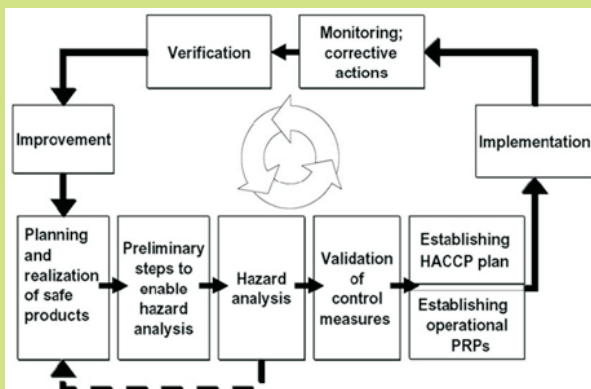 Verification
Monitoring;
corrective
actions
Improvement
Implementation
Planning
and
realization
of safe
products
Preliminary
steps to
enable
hazard
analysis
Hazard
analysis
Validation
of
control
measures
Establishing
HACCP plan
Establishing
operational
PRPs